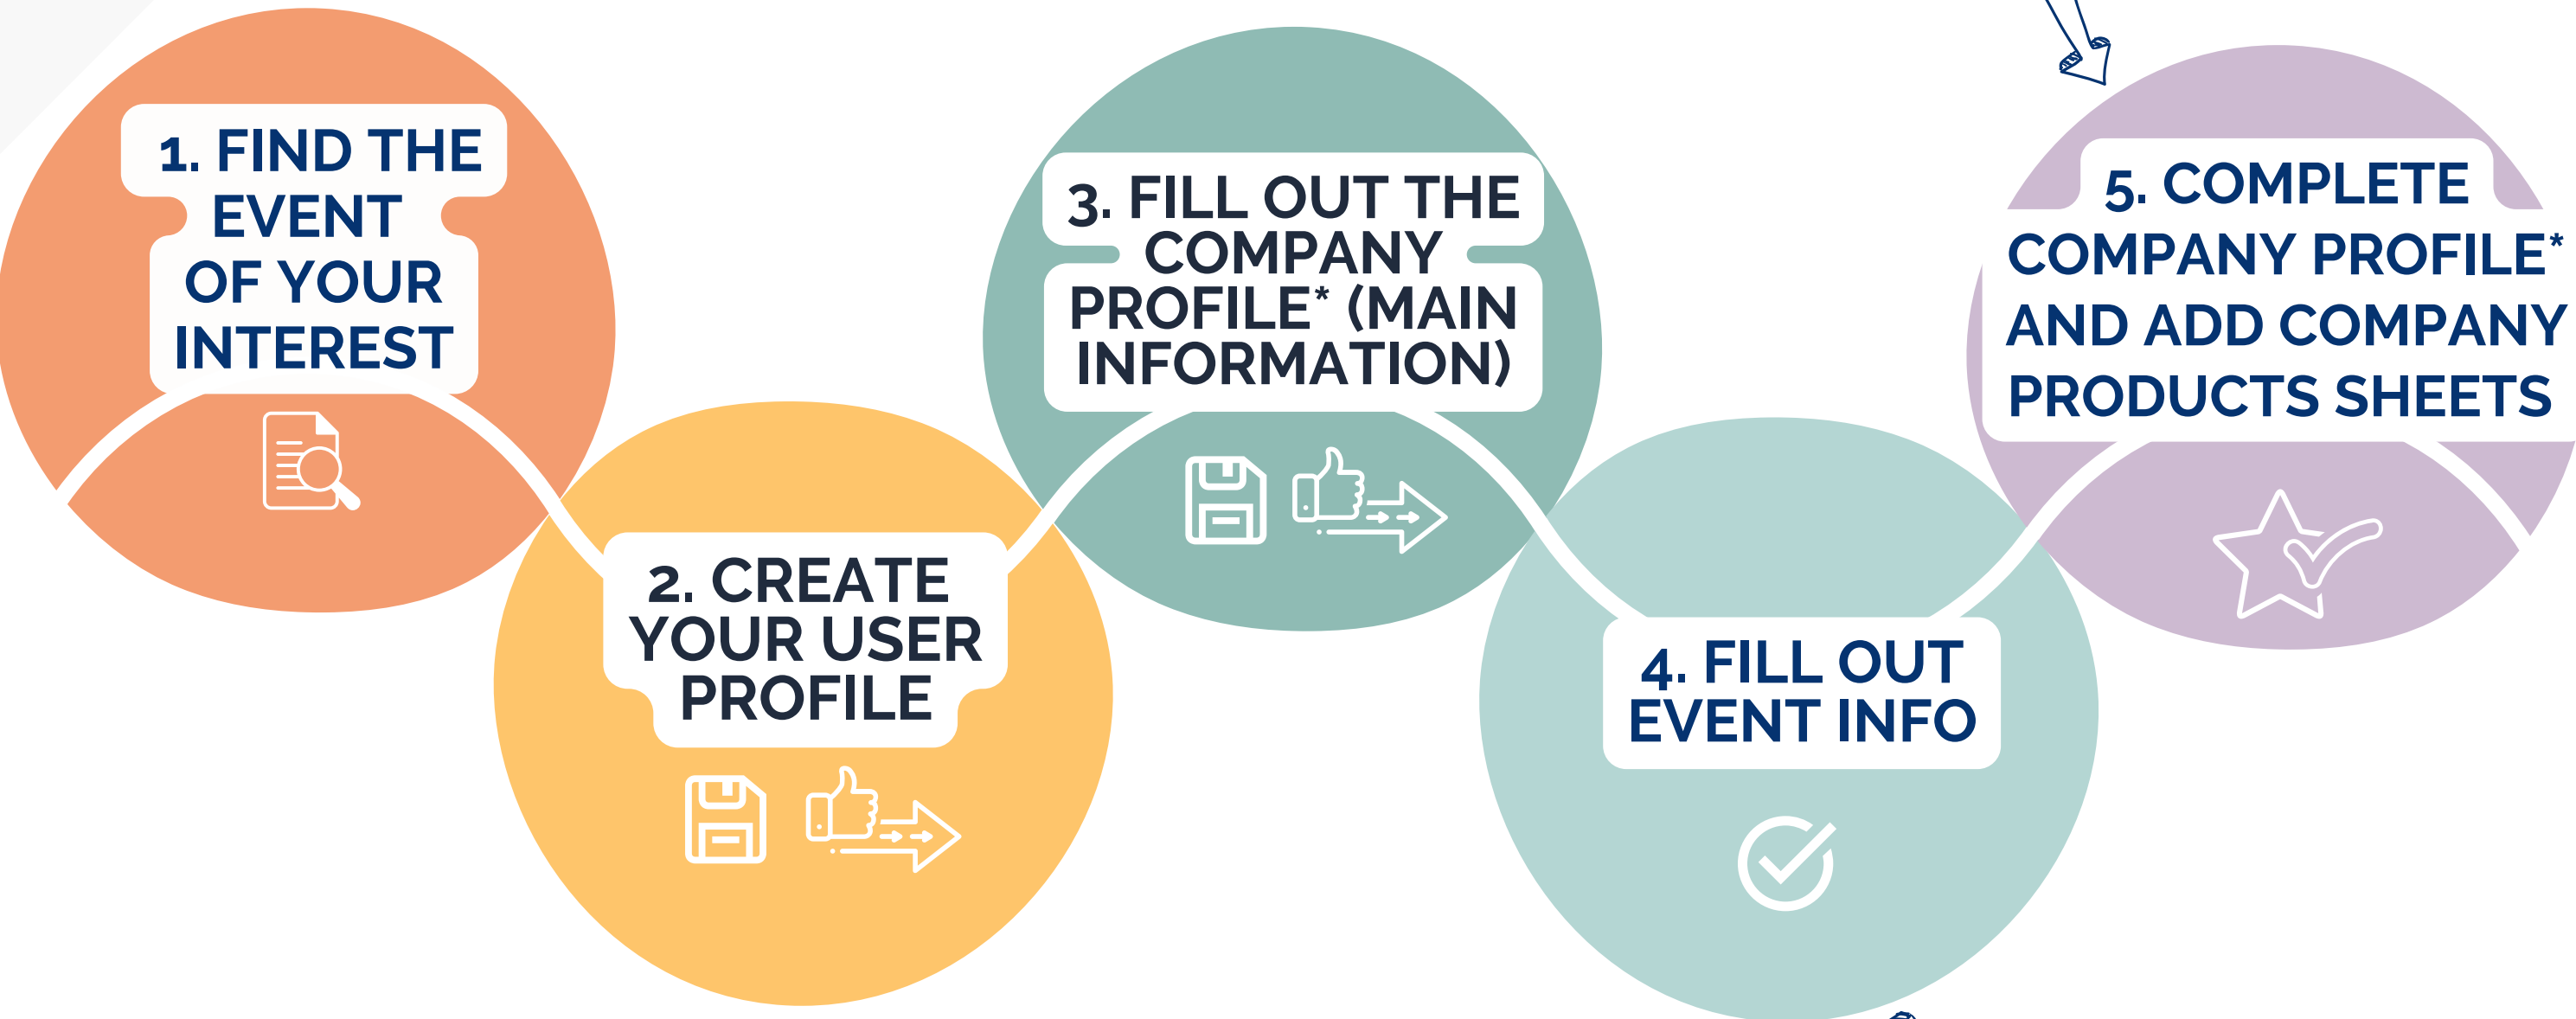 1. FIND THE
EVENT
OF YOUR
INTEREST
2. CREATE
YOUR USER
PROFILE
3. FILL OUT THE
COMPANY
PROFILE* (MAIN
INFORMATION)
4. FILL OUT
EVENT INFO
5. COMPLETE
COMPANY PROFILE*
AND ADD COMPANY
PRODUCTS SHEETS